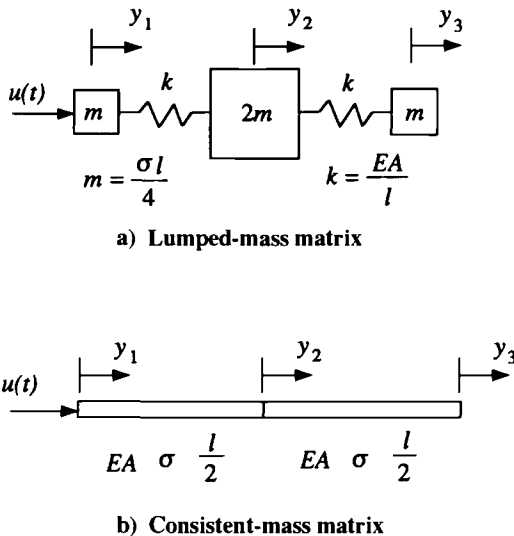 y₁ y₂ y₃
u(t) m k 2m k m
m = σl/4 k = EA/l
a) Lumped-mass matrix
y₁ y₂ y₃
u(t)
EA σ l/2 EA σ l/2
b) Consistent-mass matrix